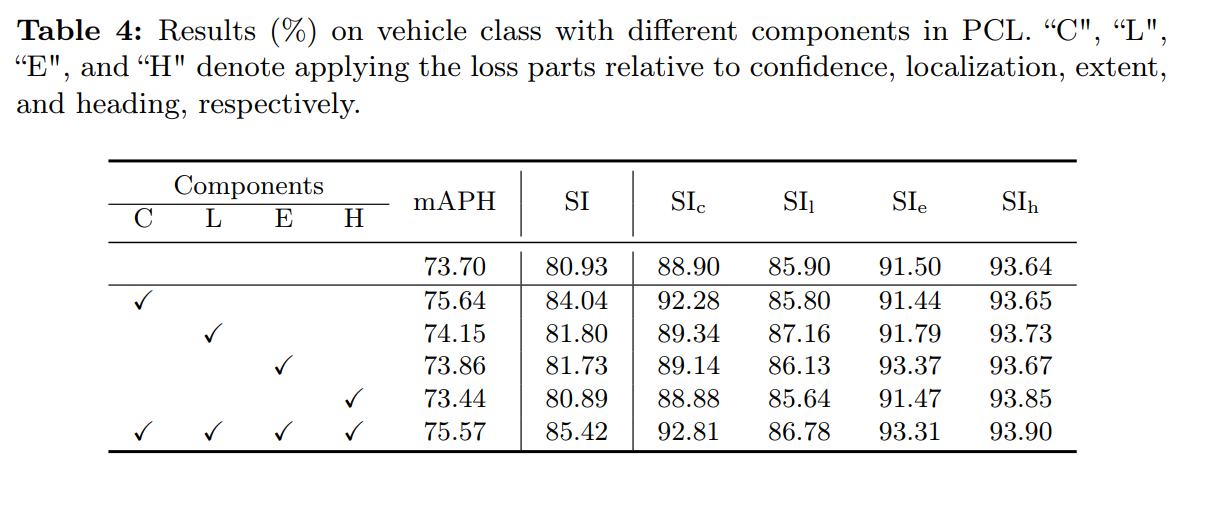 Table 4: Results (%) on vehicle class with different components in PCL. “C", “L",
“E", and “H" denote applying the loss parts relative to confidence, localization, extent,
and heading, respectively.
Components mAPH SI SIc SIl SIe SIh
C L E H
73.70 80.93 88.90 85.90 91.50 93.64
✓ 75.64 84.04 92.28 85.80 91.44 93.65
✓ 74.15 81.80 89.34 87.16 91.79 93.73
✓ 73.86 81.73 89.14 86.13 93.37 93.67
✓ 73.44 80.89 88.88 85.64 91.47 93.85
✓ ✓ ✓ ✓ 75.57 85.42 92.81 86.78 93.31 93.90